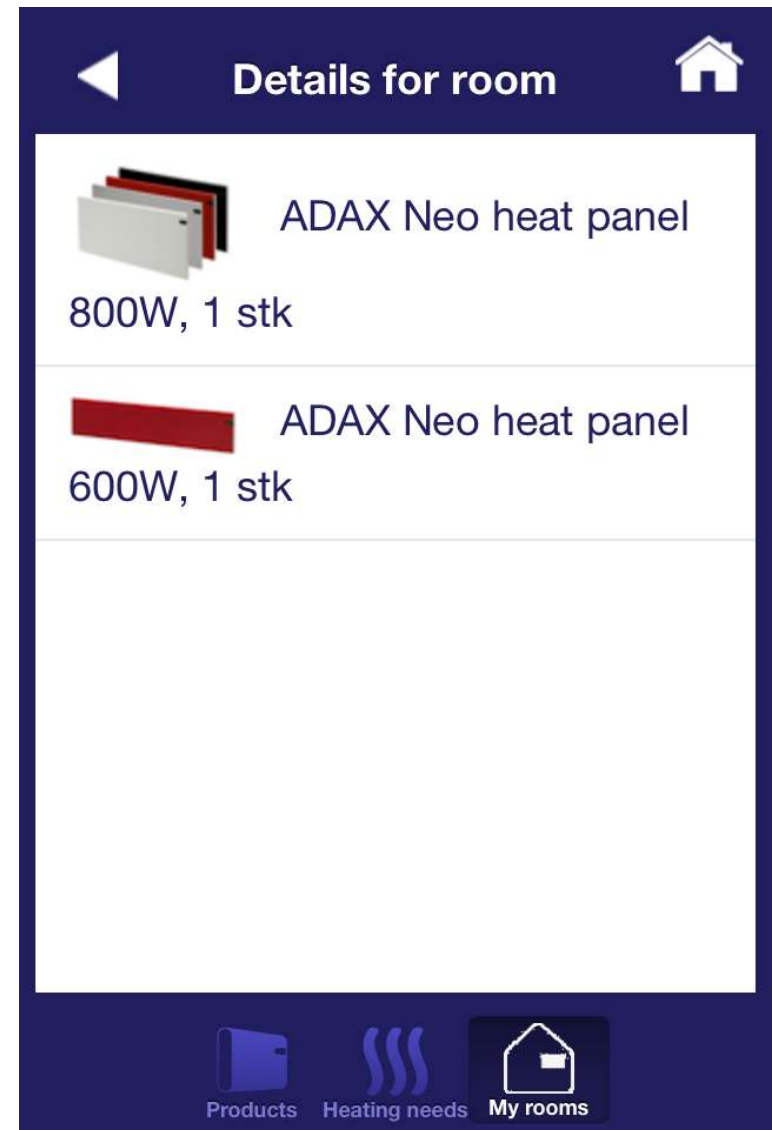 Details for room
ADAX Neo heat panel
800W, 1 stk
ADAX Neo heat panel
600W, 1 stk
Products Heating needs My rooms